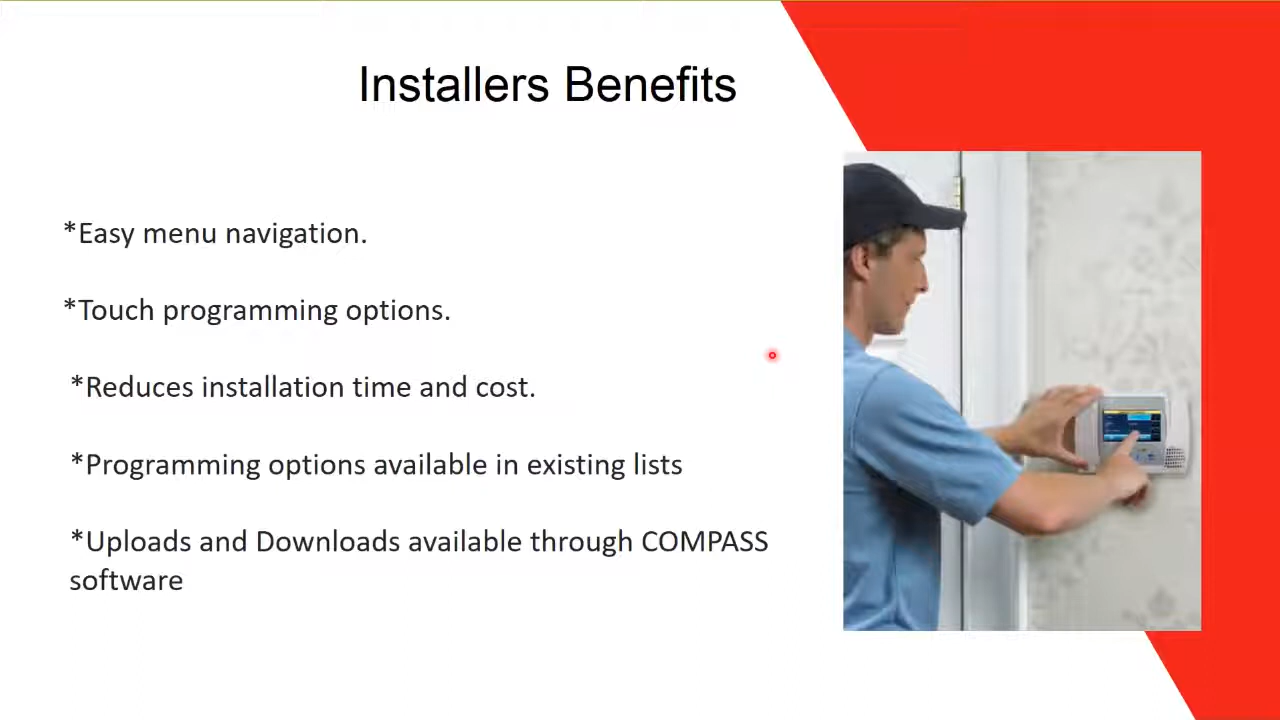 Installers Benefits
*Easy menu navigation.
*Touch programming options.
*Reduces installation time and cost.
*Programming options available in existing lists
*Uploads and Downloads available through COMPASS
software